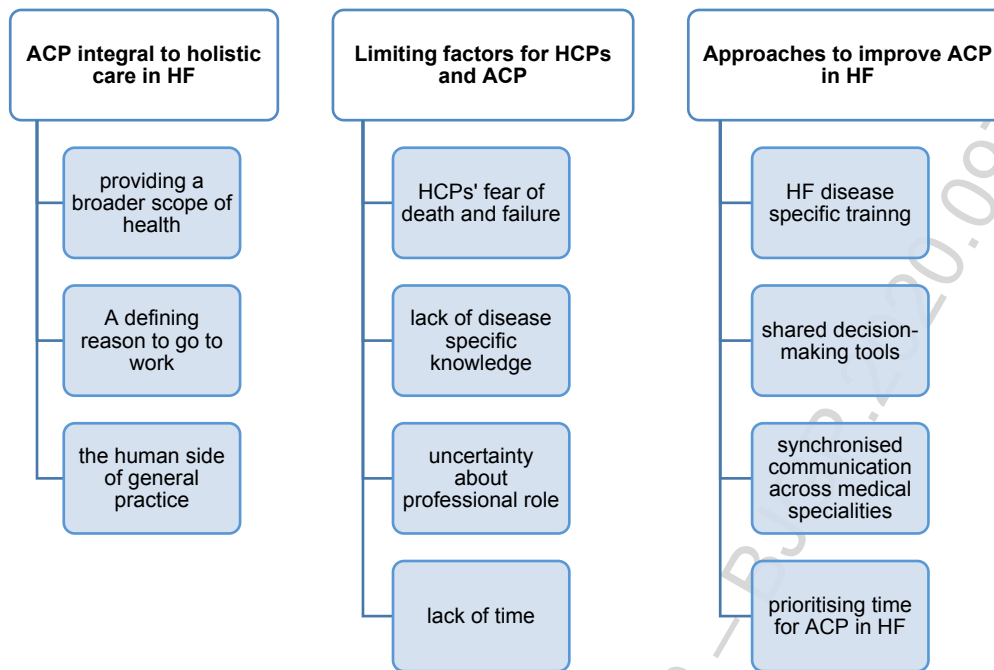 ACP integral to holistic
care in HF
providing a
broader scope of
health
A defining
reason to go to
work
the human side
of general
practice
Limiting factors for HCPs
and ACP
HCPs' fear of
death and failure
lack of disease
specific
knowledge
uncertainty
about
professional role
lack of time
Approaches to improve ACP
in HF
HF disease
specific trainng
shared decision-
making tools
synchronised
communication
across medical
specialities
prioritising time
for ACP in HF